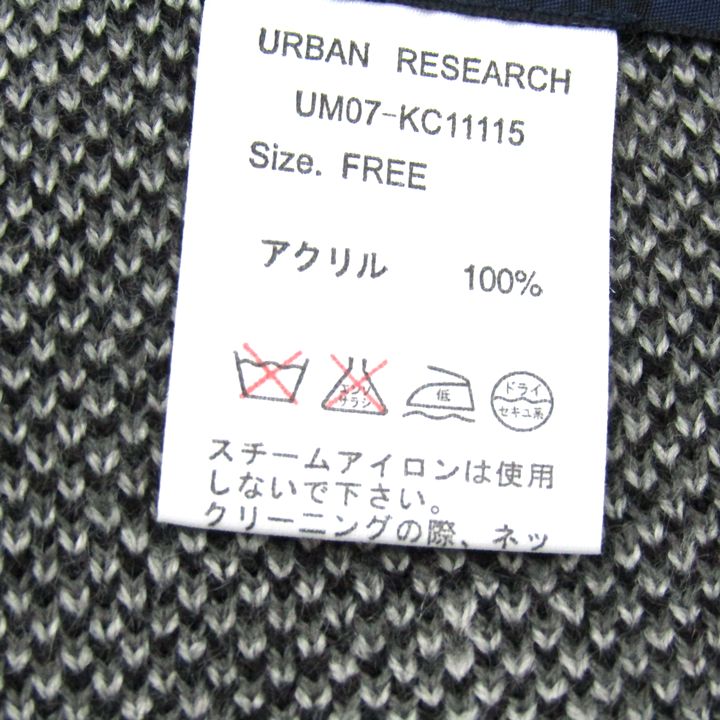 URBAN RESEARCH
UM07-KC11115
Size. FREE
アクリル 100%
エンソ
サラシ
低
ドライ
セキユ系
スチームアイロンは使用
しないで下さい。
クリーニングの際、ネッ